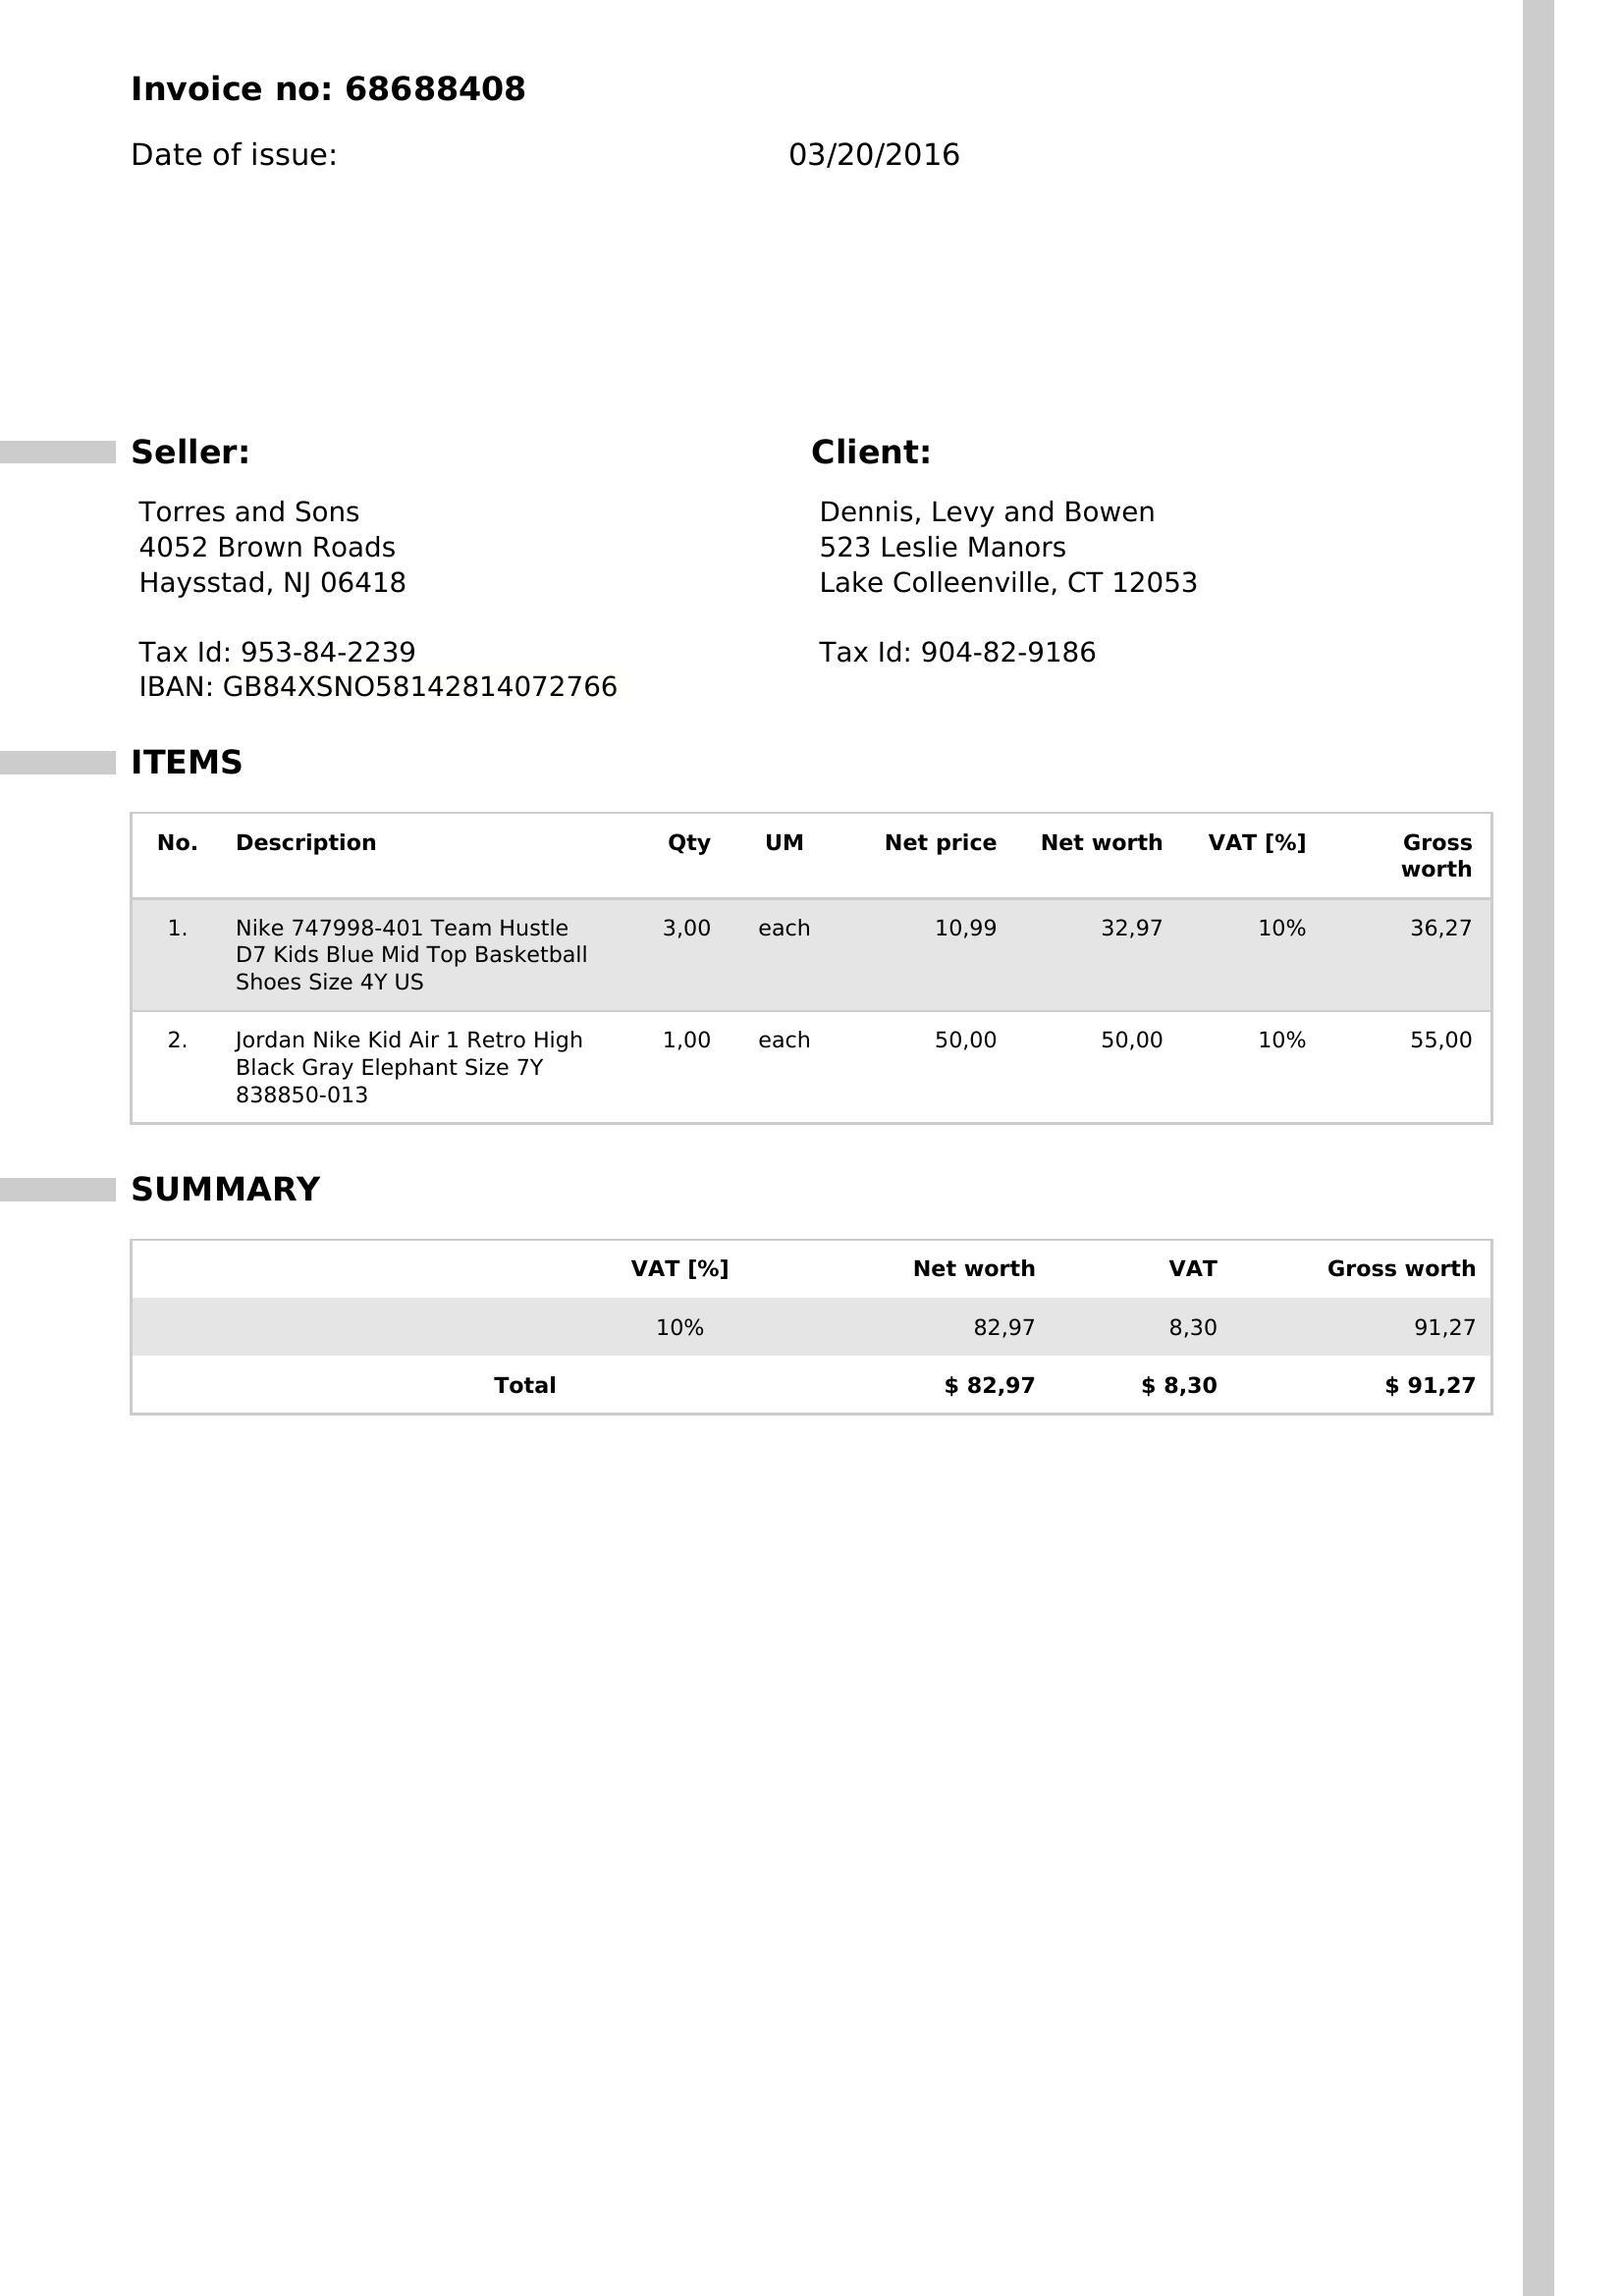 Invoice no: 68688408
Date of issue: 03/20/2016
Seller:
Torres and Sons
4052 Brown Roads
Haysstad, NJ 06418
Tax Id: 953-84-2239
IBAN: GB84XSNO58142814072766
Client:
Dennis, Levy and Bowen
523 Leslie Manors
Lake Colleenville, CT 12053
Tax Id: 904-82-9186
ITEMS
No. Description Qty UM Net price Net worth VAT [%] Gross
worth
1. Nike 747998-401 Team Hustle 3,00 each 10,99 32,97 10% 36,27
D7 Kids Blue Mid Top Basketball
Shoes Size 4Y US
2. Jordan Nike Kid Air 1 Retro High 1,00 each 50,00 50,00 10% 55,00
Black Gray Elephant Size 7Y
838850-013
SUMMARY
VAT [%] Net worth VAT Gross worth
10% 82,97 8,30 91,27
Total $ 82,97 $ 8,30 $ 91,27